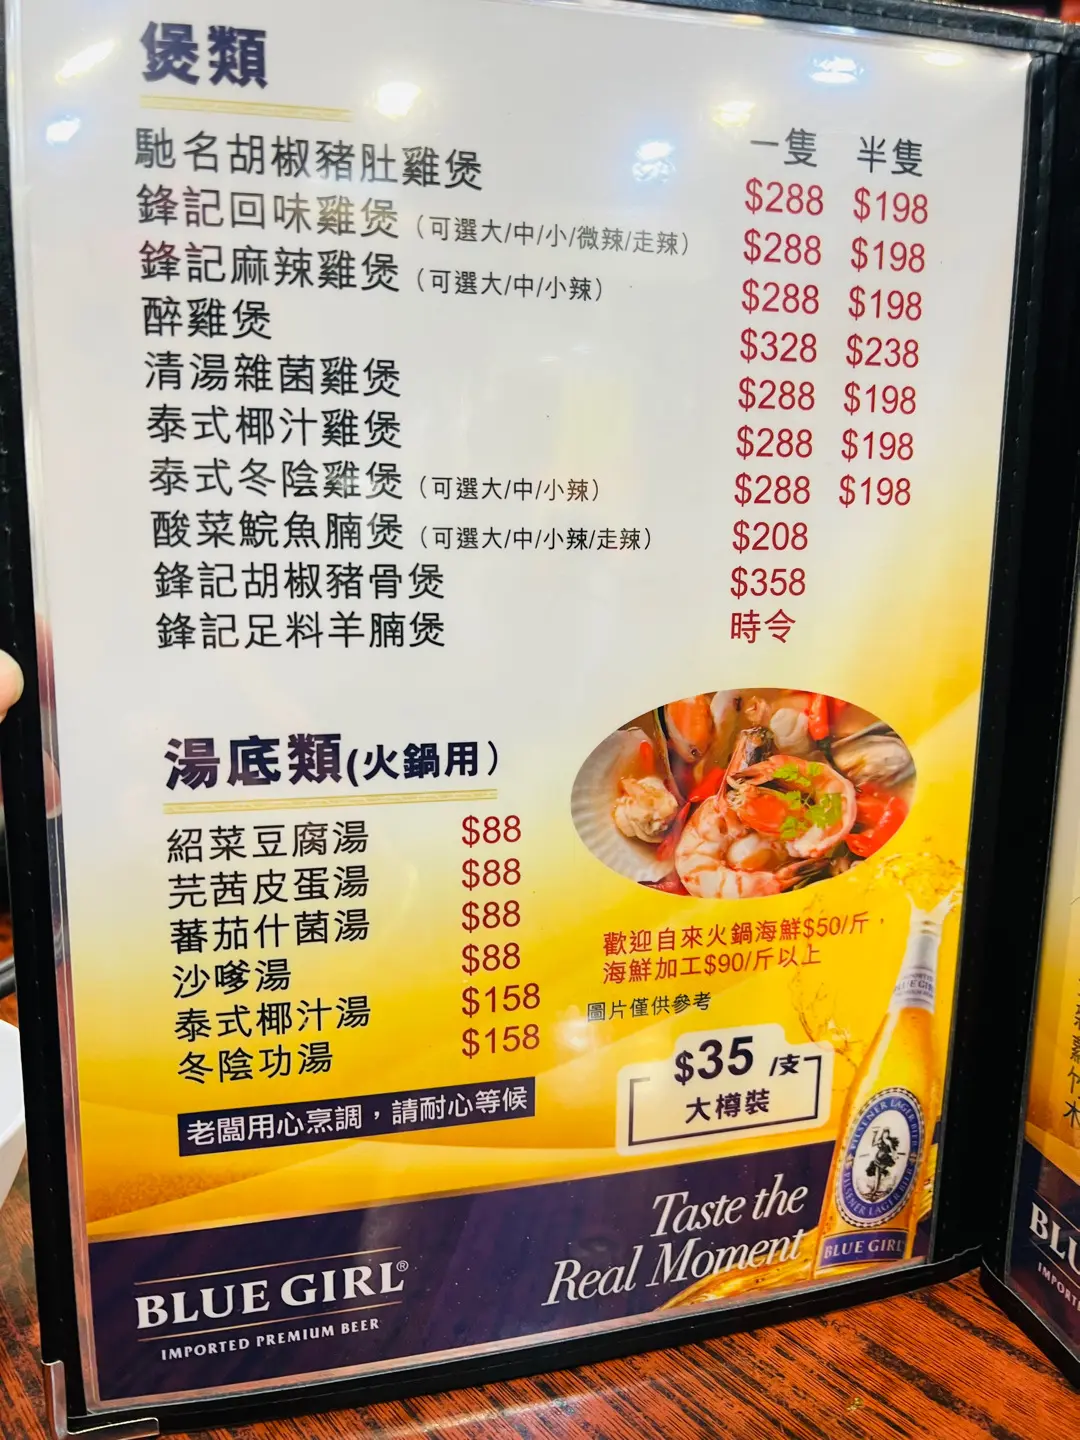 煲類
一隻 半隻
馳名胡椒豬肚雞煲 $288 $198
鋒記回味雞煲（可選大/中/小/微辣/走辣） $288 $198
鋒記麻辣雞煲（可選大/中/小辣） $288 $198
醉雞煲 $328 $238
清湯雜菌雞煲 $288 $198
泰式椰汁雞煲 $288 $198
泰式冬陰雞煲（可選大/中/小辣） $288 $198
酸菜鯇魚腩煲（可選大/中/小辣/走辣） $208
鋒記胡椒豬骨煲 $358
鋒記足料羊腩煲 時令
湯底類(火鍋用）
紹菜豆腐湯 $88
芫茜皮蛋湯 $88
蕃茄什菌湯 $88
沙嗲湯 $88
泰式椰汁湯 $158
冬陰功湯 $158
老闆用心烹調，請耐心等候
歡迎自來火鍋海鮮$50/斤，
海鮮加工$90/斤以上
圖片僅供參考
$35 /支
大樽裝
PILSENER LAGER BIER
BLUE GIRL
Taste the
Real Moment
BLUE GIRL®
IMPORTED PREMIUM BEER